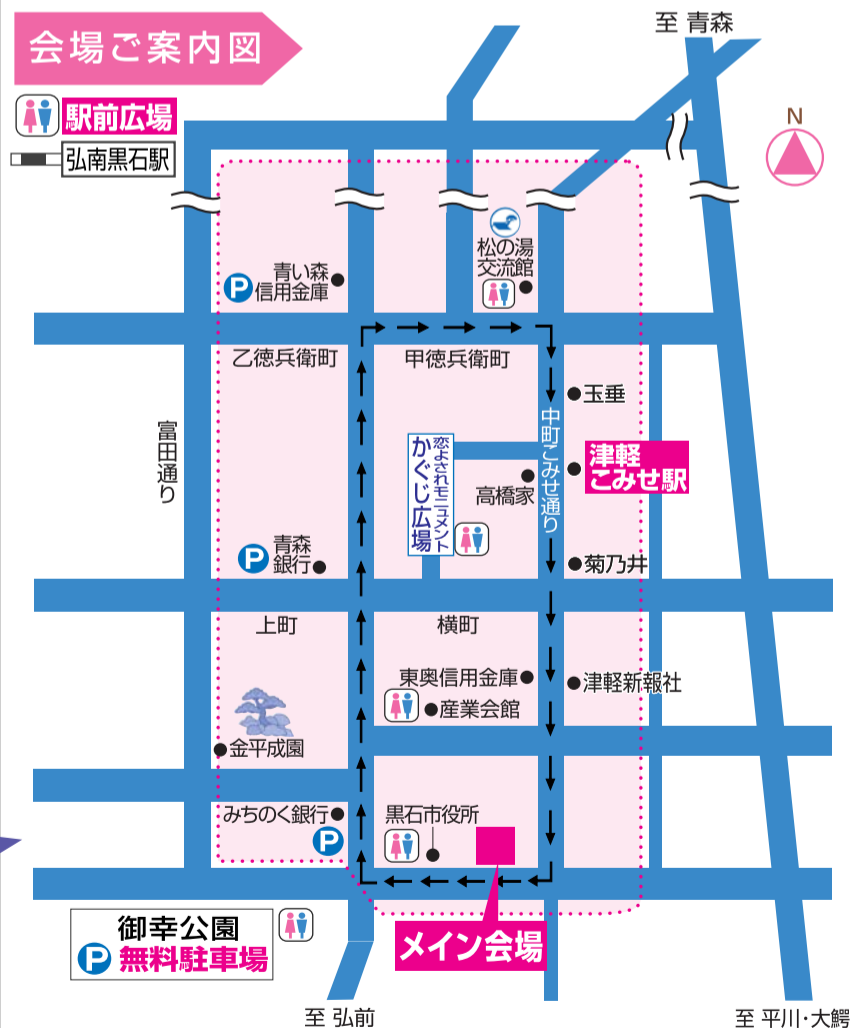 会場ご案内図
至 青森
駅前広場
弘南黒石駅
N
松の湯
交流館
青い森
信用金庫
P
乙徳兵衛町
甲徳兵衛町
玉垂
富田通り
中町こみせ通り
恋よされモニュメント
かぐじ広場
津軽
こみせ駅
高橋家
青森
銀行
P
菊乃井
上町
横町
東奥信用金庫
津軽新報社
産業会館
金平成園
みちのく銀行
P
黒石市役所
御幸公園
P 無料駐車場
メイン会場
至 弘前
至 平川・大鰐